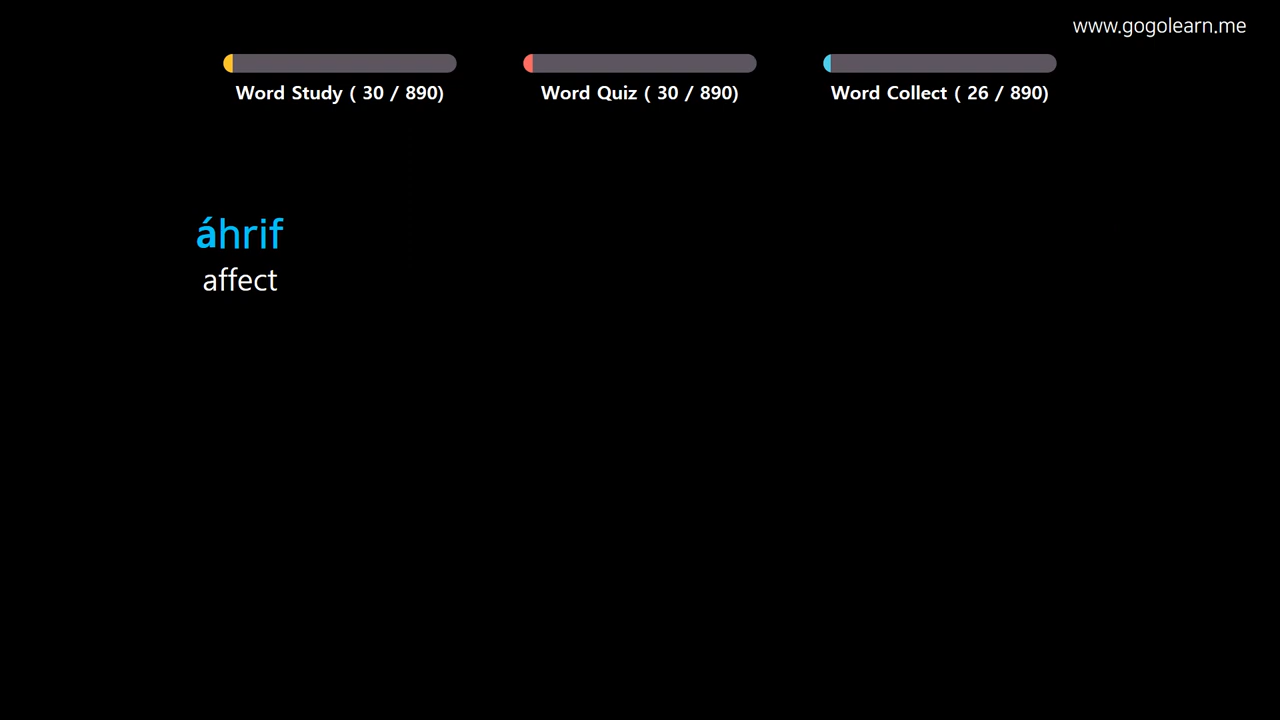 www.gogolearn.me
Word Study ( 30 / 890)
Word Quiz ( 30 / 890)
Word Collect ( 26 / 890)
áhrif
affect